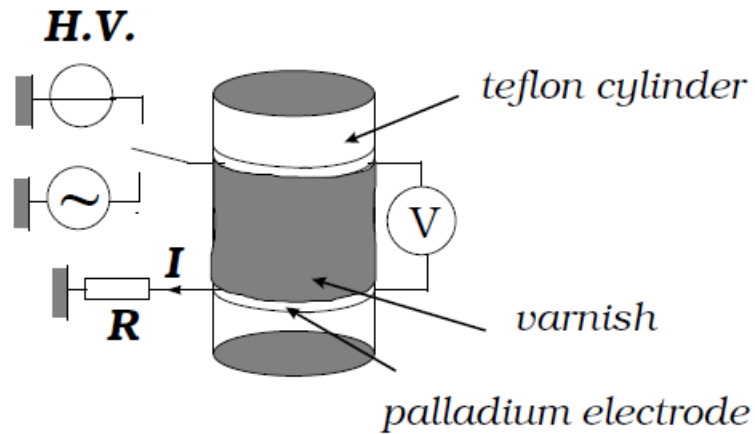 H.V.
teflon cylinder
~
V
I
R
varnish
palladium electrode